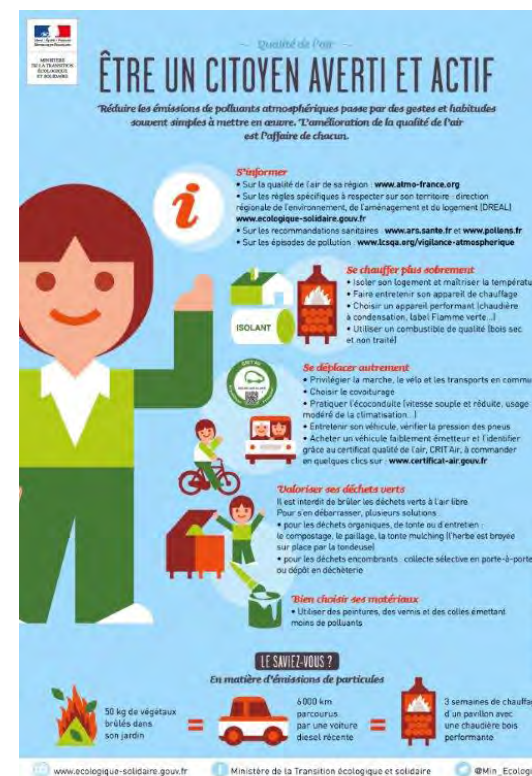 Qualité de l'air
MINISTÈRE
DE LA TRANSITION
ÉCOLOGIQUE
ET SOLIDAIRE
ÊTRE UN CITOYEN AVERTI ET ACTIF
Réduire les émissions de polluants atmosphériques passe par des gestes et habitudes
souvent simples à mettre en œuvre. L'amélioration de la qualité de l'air
est l'affaire de chacun.
i
S'informer
• Sur la qualité de l'air de sa région : www.atmo-france.org
• Sur les règles spécifiques à respecter sur son territoire : direction
régionale de l'environnement, de l'aménagement et du logement (DREAL)
www.ecologique-solidaire.gouv.fr
• Sur les recommandations sanitaires : www.ars.sante.fr et www.pollens.fr
• Sur les épisodes de pollution : www.lcsqa.org/vigilance-atmospherique
ISOLANT
Se chauffer plus sobrement
• Isoler son logement et maîtriser la températu
• Faire entretenir son appareil de chauffage
• Choisir un appareil performant (chaudière
à condensation, label Flamme verte...)
• Utiliser un combustible de qualité (bois sec
et non traité)
Se déplacer autrement
• Privilégier la marche, le vélo et les transports en commu
• Choisir le covoiturage
• Pratiquer l'écoconduite (vitesse souple et réduite, usage
modéré de la climatisation...)
• Entretenir son véhicule, vérifier la pression des pneus
• Acheter un véhicule faiblement émetteur et l'identifier
grâce au certificat qualité de l'air, CRIT'Air, à commander
en quelques clics sur : www.certificat-air.gouv.fr
Valoriser ses déchets verts
Il est interdit de brûler les déchets verts à l'air libre
Pour s'en débarrasser, plusieurs solutions :
• pour les déchets organiques, de tonte ou d'entretien :
le compostage, le paillage, la tonte mulching (l'herbe est broyée
sur place par la tondeuse)
• pour les déchets encombrants : collecte sélective en porte-à-porte
ou dépôt en déchèterie
Bien choisir ses matériaux
• Utiliser des peintures, des vernis et des colles émettant
moins de polluants
LE SAVIEZ-VOUS ?
En matière d'émissions de particules
50 kg de végétaux
brûlés dans
son jardin
=
6 000 km
parcourus
par une voiture
diesel récente
=
3 semaines de chauffa
d'un pavillon avec
une chaudière bois
performante
www.ecologique-solidaire.gouv.fr
Ministère de la Transition écologique et solidaire
@Min_Ecologi